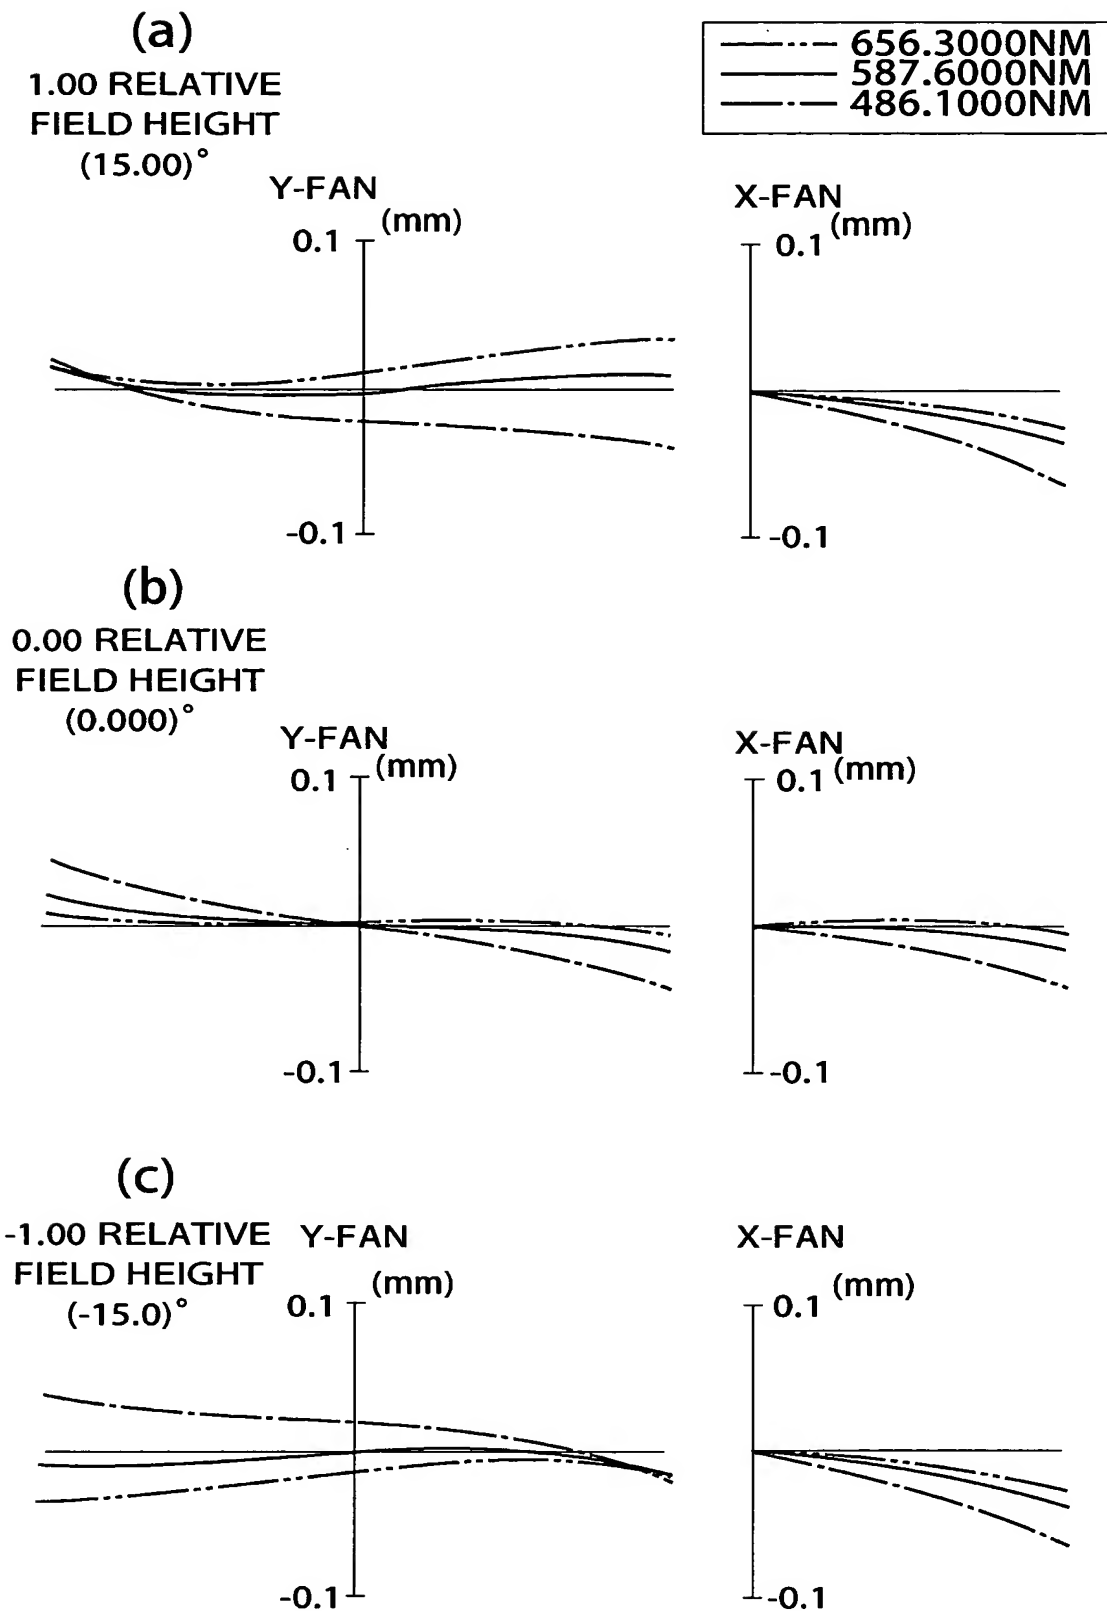 (a)
1.00 RELATIVE
FIELD HEIGHT
(15.00)°
656.3000NM
587.6000NM
486.1000NM
Y-FAN
(mm)
0.1
-0.1
X-FAN
(mm)
0.1
-0.1
(b)
0.00 RELATIVE
FIELD HEIGHT
(0.000)°
Y-FAN
(mm)
0.1
-0.1
X-FAN
(mm)
0.1
-0.1
(c)
-1.00 RELATIVE
FIELD HEIGHT
(-15.0)°
Y-FAN
(mm)
0.1
-0.1
X-FAN
(mm)
0.1
-0.1